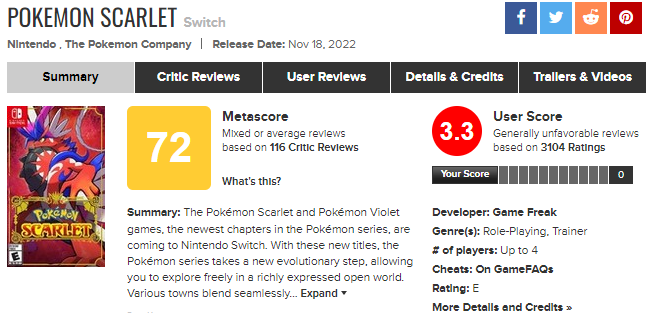 POKEMON SCARLET Switch
Nintendo , The Pokemon Company | Release Date: Nov 18, 2022
Summary
Critic Reviews
User Reviews
Details & Credits
Trailers & Videos
POKÉMON
SCARLET
E
72
Metascore
Mixed or average reviews
based on 116 Critic Reviews
What's this?
3.3
User Score
Generally unfavorable reviews
based on 3104 Ratings
Your Score 0
Summary: The Pokémon Scarlet and Pokémon Violet
games, the newest chapters in the Pokémon series, are
coming to Nintendo Switch. With these new titles, the
Pokémon series takes a new evolutionary step, allowing
you to explore freely in a richly expressed open world.
Various towns blend seamlessly... Expand
Developer: Game Freak
Genre(s): Role-Playing, Trainer
# of players: Up to 4
Cheats: On GameFAQs
Rating: E
More Details and Credits »